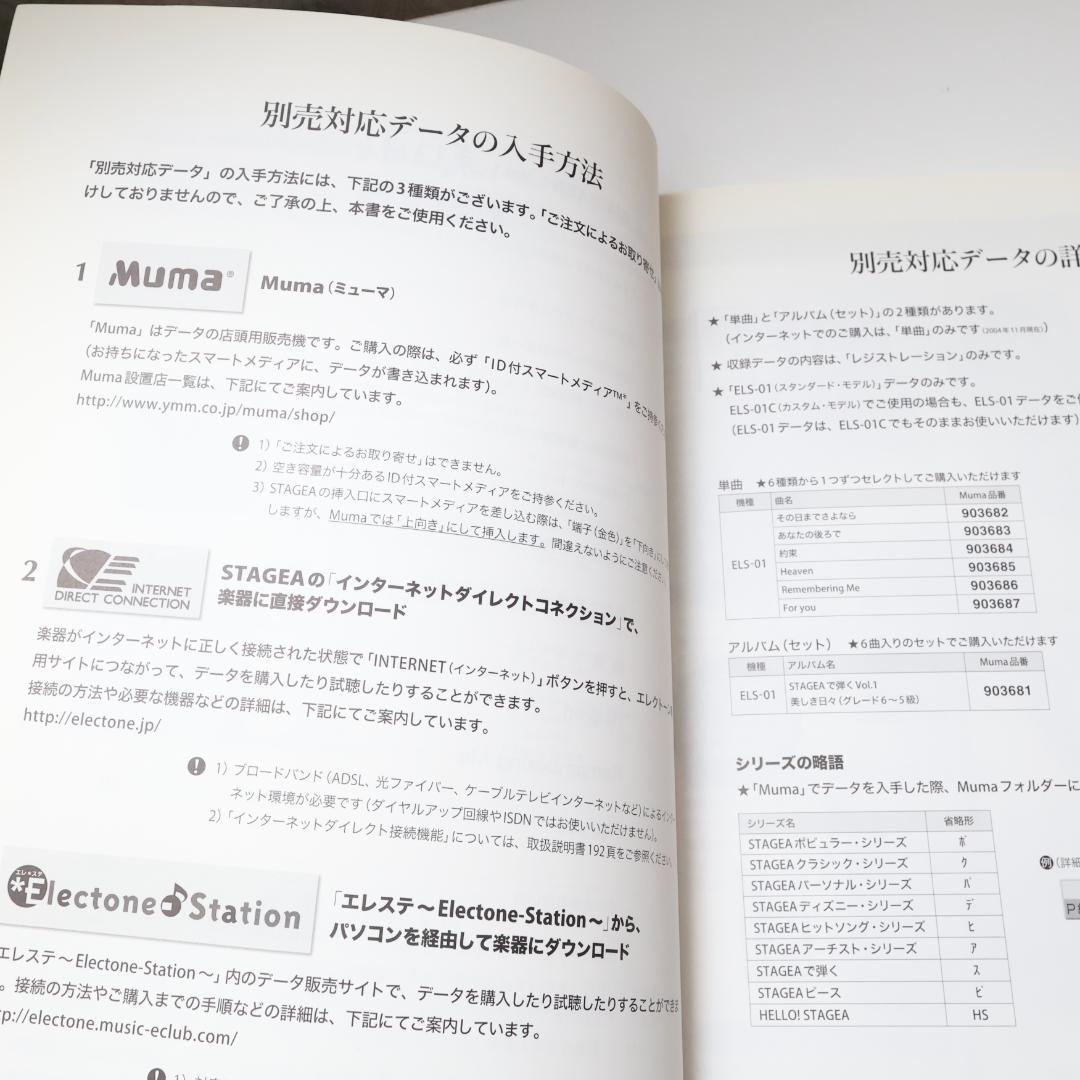 別売対応データの入手方法
「別売対応データ」の入手方法には、下記の3種類がございます。「ご注文によるお取り寄せ」
けしておりませんので、ご了承の上、本書をご使用ください。
1 Muma® Muma(ミューマ)
「Muma」はデータの店頭用販売機です。ご購入の際は、必ず「ID付スマートメディア™*」をご持参くだ
(お持ちになったスマートメディアに、データが書き込まれます)。
Muma設置店一覧は、下記にてご案内しています。
http://www.ymm.co.jp/muma/shop/
1)「ご注文によるお取り寄せ」はできません。
2) 空き容量が十分あるID付スマートメディアをご持参ください。
3) STAGEAの挿入口にスマートメディアを差し込む際は、「端子(金色)」を「下向き」に
しますが、Mumaでは「上向き」にして挿入します。間違えないようにご注意ください。
2 INTERNET
DIRECT CONNECTION
STAGEAの「インターネットダイレクトコネクション」で、
楽器に直接ダウンロード
楽器がインターネットに正しく接続された状態で「INTERNET(インターネット)」ボタンを押すと、エレクトーン
用サイトにつながって、データを購入したり試聴したりすることができます。
接続の方法や必要な機器などの詳細は、下記にてご案内しています。
http://electone.jp/
1) ブロードバンド(ADSL、光ファイバー、ケーブルテレビインターネットなど)によるインター
ネット環境が必要です(ダイヤルアップ回線やISDNではお使いいただけません)。
2)「インターネットダイレクト接続機能」については、取扱説明書192頁をご参照ください。
エレ★ステ
*Electone Station
「エレステ〜Electone-Station〜」から、
パソコンを経由して楽器にダウンロード
エレステ〜Electone-Station〜」内のデータ販売サイトで、データを購入したり試聴したりすることができま
。接続の方法やご購入までの手順などの詳細は、下記にてご案内しています。
tp://electone.music-eclub.com/
別売対応データの詳
★「単曲」と「アルバム(セット)」の2種類があります。
(インターネットでのご購入は、「単曲」のみです(2004年11月現在))
★ 収録データの内容は、「レジストレーション」のみです。
★「ELS-01(スタンダード・モデル)」データのみです。
ELS-01C(カスタム・モデル)でご使用の場合も、ELS-01データをご使
(ELS-01データは、ELS-01Cでもそのままお使いいただけます)
単曲 ★6種類から1つずつセレクトしてご購入いただけます
機種 曲名 Muma品番
ELS-01
その日までさよなら 903682
あなたの後ろで 903683
約束 903684
Heaven 903685
Remembering Me 903686
For you 903687
アルバム(セット) ★6曲入りのセットでご購入いただけます
機種 アルバム名 Muma品番
ELS-01 STAGEAで弾くVol.1 903681
美しき日々(グレード6〜5級)
シリーズの略語
★「Muma」でデータを入手した際、Mumaフォルダーに
シリーズ名 省略形
STAGEAポピュラー・シリーズ ポ
STAGEAクラシック・シリーズ ク
STAGEAパーソナル・シリーズ パ
STAGEAディズニー・シリーズ デ
STAGEAヒットソング・シリーズ ヒ
STAGEAアーチスト・シリーズ ア
STAGEAで弾く ス
STAGEAピース ピ
HELLO! STAGEA HS
例(詳細